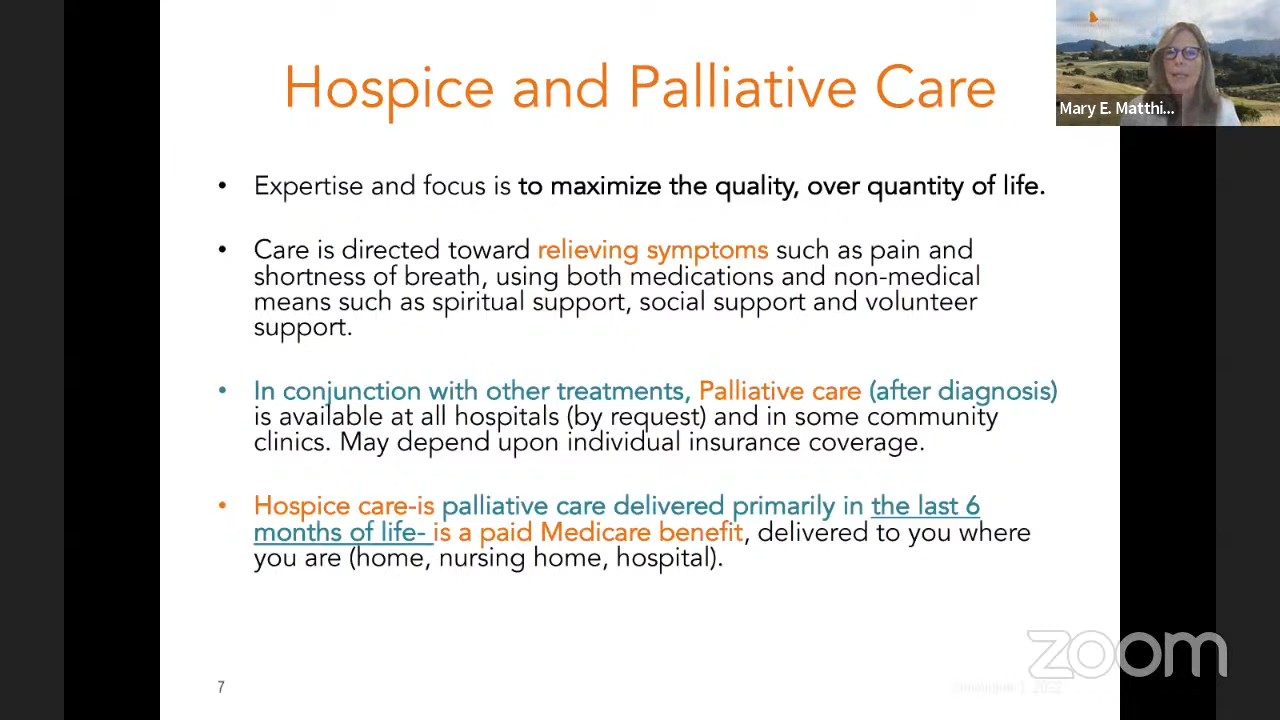 Hospice and Palliative Care
Mary E. Matthi...
• Expertise and focus is to maximize the quality, over quantity of life.
• Care is directed toward relieving symptoms such as pain and
shortness of breath, using both medications and non-medical
means such as spiritual support, social support and volunteer
support.
• In conjunction with other treatments, Palliative care (after diagnosis)
is available at all hospitals (by request) and in some community
clinics. May depend upon individual insurance coverage.
• Hospice care-is palliative care delivered primarily in the last 6
months of life- is a paid Medicare benefit, delivered to you where
you are (home, nursing home, hospital).
zoom
7